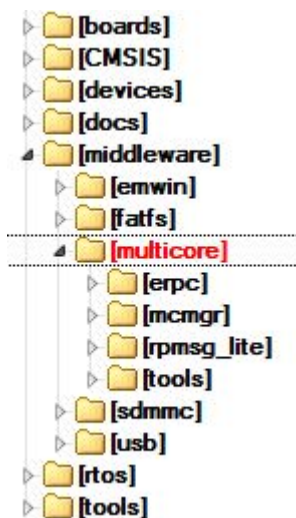 [boards]
[CMSIS]
[devices]
[docs]
[middleware]
[emwin]
[fatfs]
[multicore]
[erpc]
[mcmgr]
[rpmsg_lite]
[tools]
[sdmmc]
[usb]
[rtos]
[tools]